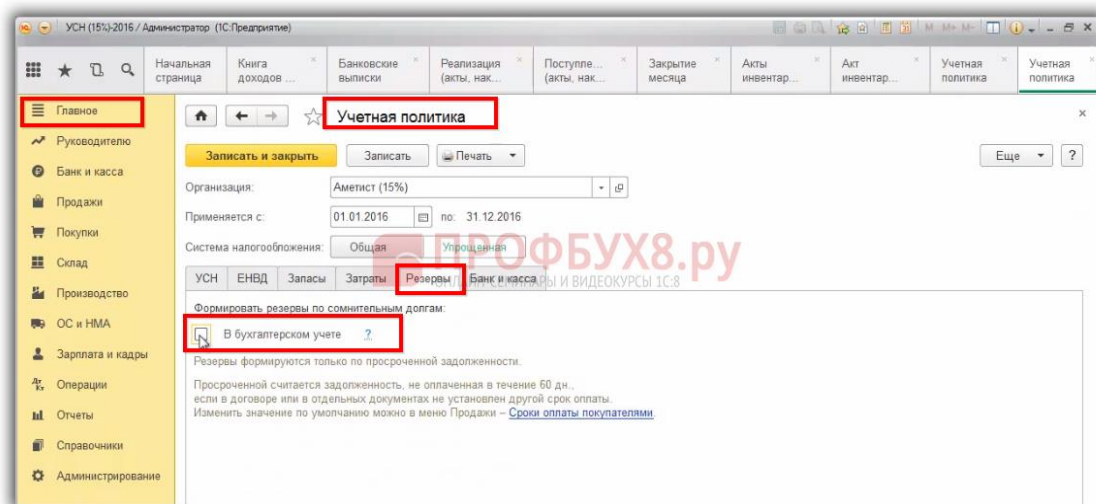 УСН (15%)-2016 / Администратор (1С:Предприятие)
M M+ M-
Начальная страница
Книга доходов ...
Банковские выписки
Реализация (акты, нак...
Поступле... (акты, нак...
Закрытие месяца
Акты инвентар...
Акт инвентар...
Учетная политика
Учетная политика
Главное
Руководителю
Банк и касса
Продажи
Покупки
Склад
Производство
ОС и НМА
Зарплата и кадры
Операции
Отчеты
Справочники
Администрирование
Учетная политика
Записать и закрыть
Записать
Печать
Еще
?
Организация: Аметист (15%)
Применяется с: 01.01.2016 по: 31.12.2016
Система налогообложения: Общая Упрощенная
ПРОФБУХ8.ру
ОНЛАЙН-СЕМИНАРЫ И ВИДЕОКУРСЫ 1С:8
УСН ЕНВД Запасы Затраты Резервы Банк и касса
Формировать резервы по сомнительным долгам:
В бухгалтерском учете ?
Резервы формируются только по просроченной задолженности.
Просроченной считается задолженность, не оплаченная в течение 60 дн.,
если в договоре или в отдельных документах не установлен другой срок оплаты.
Изменить значение по умолчанию можно в меню Продажи – Сроки оплаты покупателями.